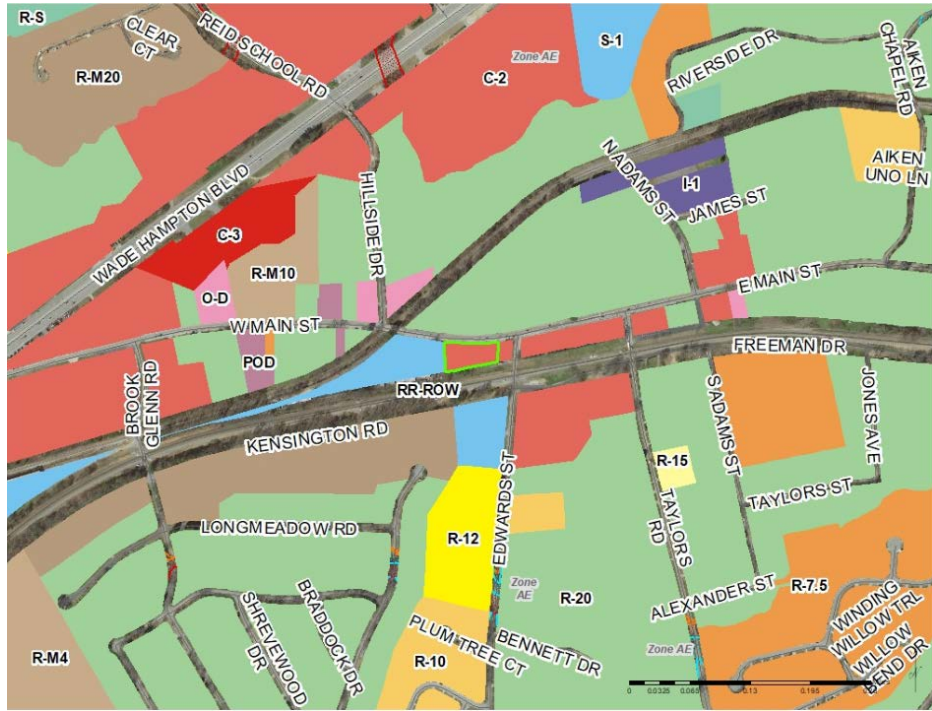 R-S
CLEAR
CT
REID SCHOOL RD
R-M20
Zone AE
C-2
S-1
RIVERSIDE DR
AIKEN
CHAPEL RD
WADE HAMPTON BLVD
HILLSIDE DR
N ADAMS ST
I-1
JAMES ST
AIKEN
UNO LN
C-3
R-M10
O-D
W MAIN ST
E MAIN ST
POD
FREEMAN DR
BROOK
GLENN RD
RR-ROW
KENSINGTON RD
EDWARDS ST
R-15
TAYLORS
RD
S ADAMS ST
JONES AVE
TAYLORS ST
LONGMEADOW RD
R-12
SHREVEWOOD
DR
BRADDOCK DR
Zone
AE
R-20
ALEXANDER ST
R-7.5
WINDING
WILLOW TRL
WILLOW
BEND DR
R-M4
R-10
PLUM TREE CT
BENNETT DR
Zone AE
0 0.0325 0.065 0.13 0.195